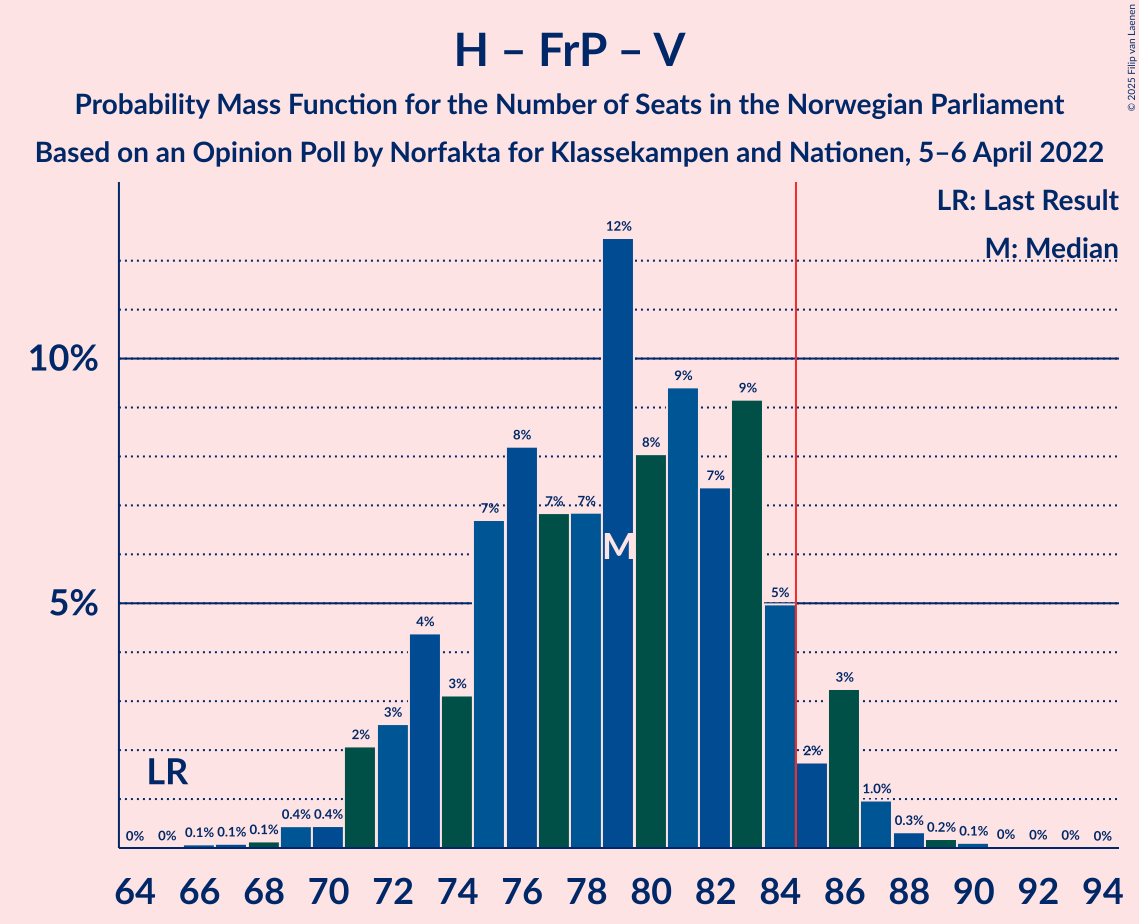 H – FrP – V
Probability Mass Function for the Number of Seats in the Norwegian Parliament
Based on an Opinion Poll by Norfakta for Klassekampen and Nationen, 5–6 April 2022
© 2025 Filip van Laenen
LR: Last Result
M: Median
10%
5%
LR
M
0% 0% 0.1% 0.1% 0.1% 0.4% 0.4% 2% 3% 4% 3% 7% 8% 7% 7% 12% 8% 9% 7% 9% 5% 2% 3% 1.0% 0.3% 0.2% 0.1% 0% 0% 0% 0%
64 66 68 70 72 74 76 78 80 82 84 86 88 90 92 94